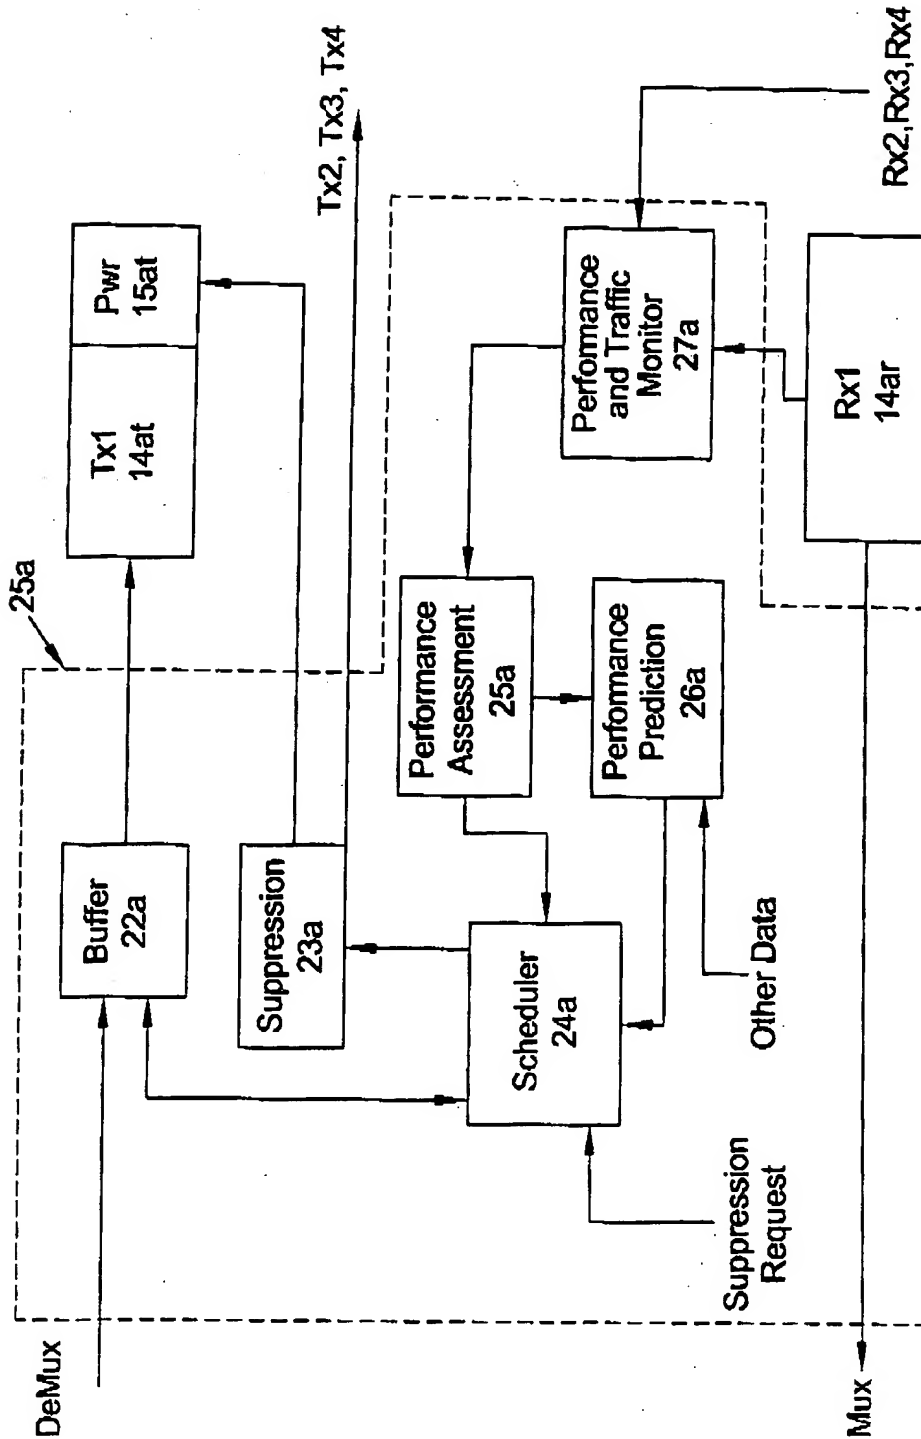 DeMux
Buffer
22a
25a
Tx1
14at
Pwr
15at
Suppression
23a
Tx2, Tx3, Tx4
Scheduler
24a
Performance
Assessment
25a
Performance
Prediction
26a
Performance
and Traffic
Monitor
27a
Suppression
Request
Other Data
Mux
Rx1
14ar
Rx2,Rx3,Rx4